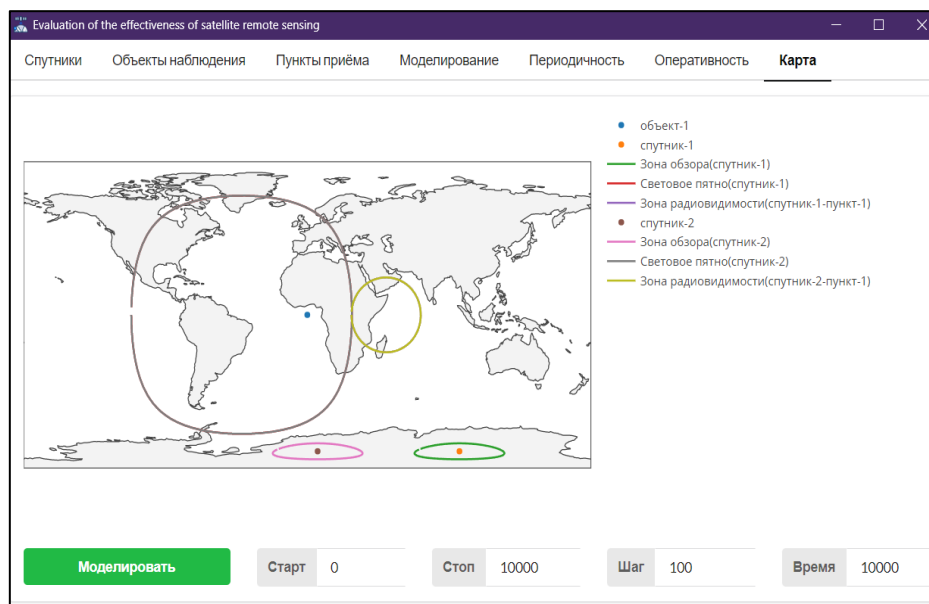 Evaluation of the effectiveness of satellite remote sensing
Спутники Объекты наблюдения Пункты приёма Моделирование Периодичность Оперативность Карта
объект-1
спутник-1
Зона обзора(спутник-1)
Световое пятно(спутник-1)
Зона радиовидимости(спутник-1-пункт-1)
спутник-2
Зона обзора(спутник-2)
Световое пятно(спутник-2)
Зона радиовидимости(спутник-2-пункт-1)
Моделировать Старт 0 Стоп 10000 Шаг 100 Время 10000